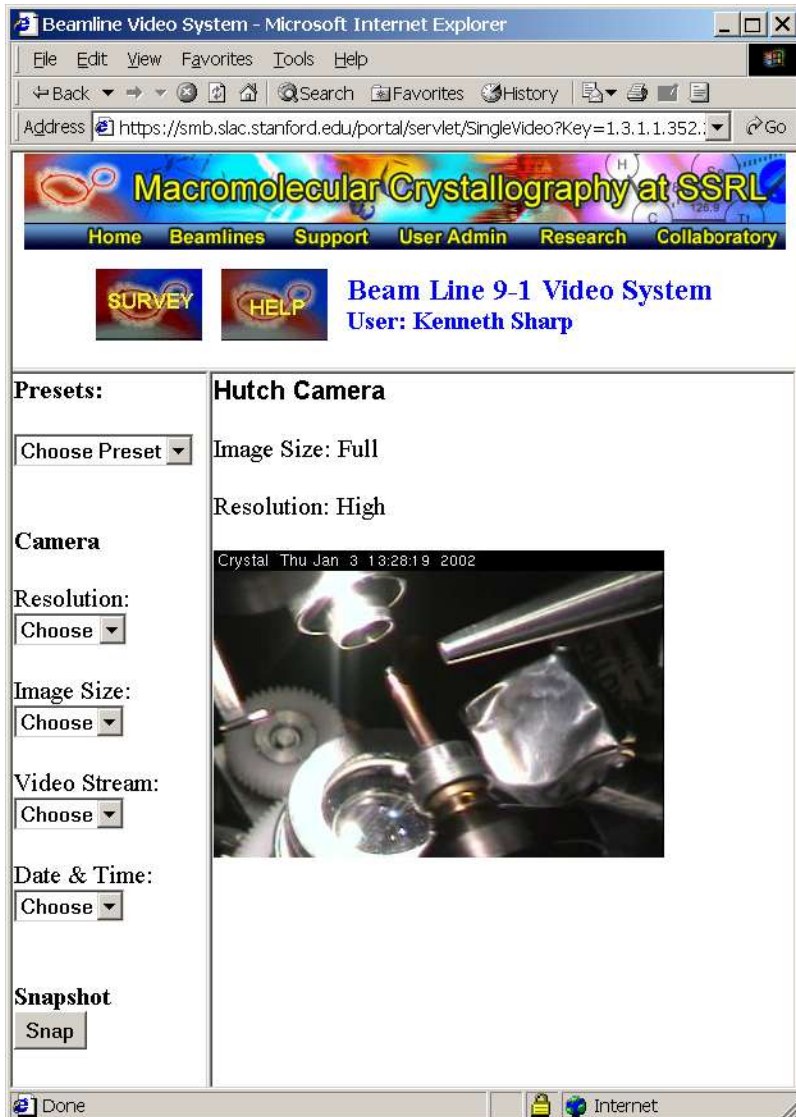 Beamline Video System - Microsoft Internet Explorer
File Edit View Favorites Tools Help
Back Search Favorites History
Address https://smb.slac.stanford.edu/portal/servlet/SingleVideo?Key=1.3.1.1.352.: Go
Macromolecular Crystallography at SSRL
Home Beamlines Support User Admin Research Collaboratory
SURVEY HELP Beam Line 9-1 Video System
User: Kenneth Sharp
Presets:
Choose Preset
Camera
Resolution:
Choose
Image Size:
Choose
Video Stream:
Choose
Date & Time:
Choose
Snapshot
Snap
Hutch Camera
Image Size: Full
Resolution: High
Crystal Thu Jan 3 13:28:19 2002
Done Internet